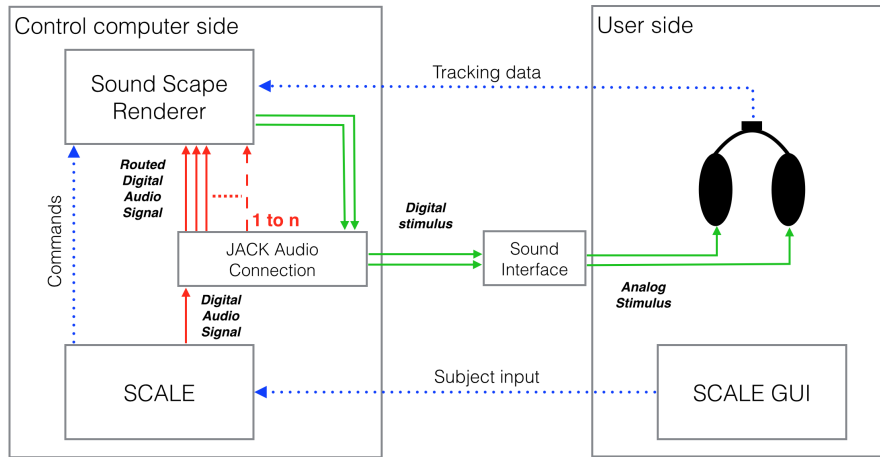 Control computer side
User side
Sound Scape
Renderer
Tracking data
Routed
Digital
Audio
Signal
1 to n
Commands
JACK Audio
Connection
Digital
stimulus
Sound
Interface
Analog
Stimulus
Digital
Audio
Signal
SCALE
Subject input
SCALE GUI